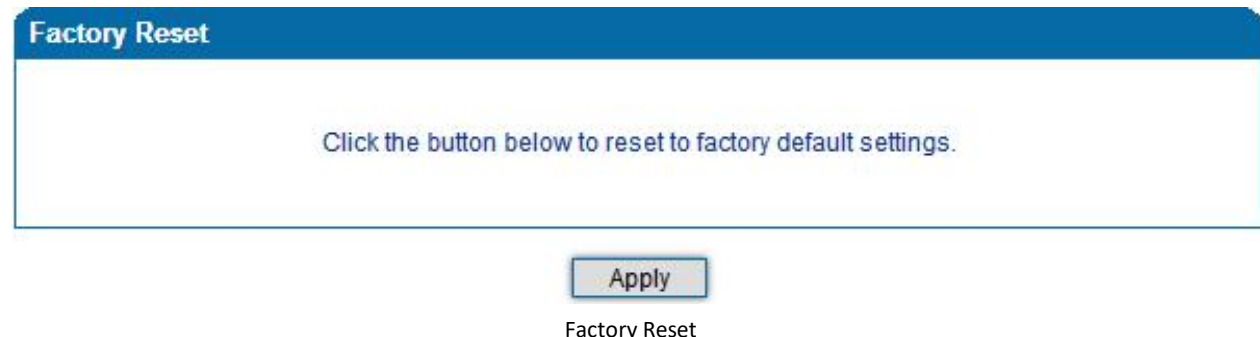 Factory Reset
Click the button below to reset to factory default settings.
Apply
Factory Reset